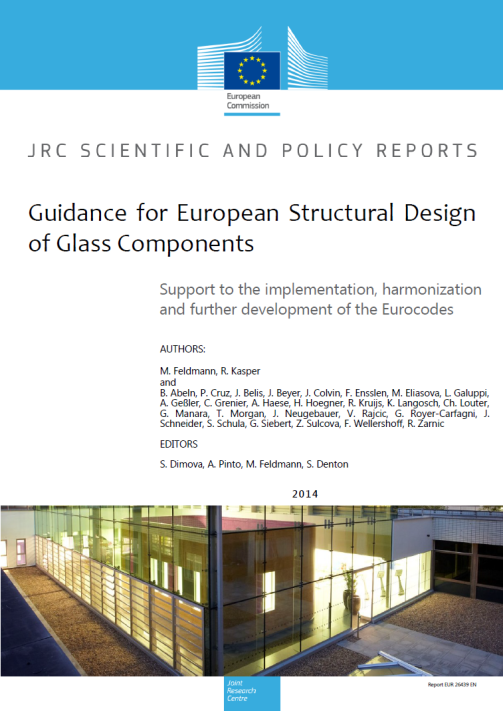 European
Commission
JRC SCIENTIFIC AND POLICY REPORTS
Guidance for European Structural Design
of Glass Components
Support to the implementation, harmonization
and further development of the Eurocodes
AUTHORS:
M. Feldmann, R. Kasper
and
B. Abeln, P. Cruz, J. Belis, J. Beyer, J. Colvin, F. Ensslen, M. Eliasova, L. Galuppi,
A. Geßler, C. Grenier, A. Haese, H. Hoegner, R. Kruijs, K. Langosch, Ch. Louter,
G. Manara, T. Morgan, J. Neugebauer, V. Rajcic, G. Royer-Carfagni, J.
Schneider, S. Schula, G. Siebert, Z. Sulcova, F. Wellershoff, R. Zarnic
EDITORS
S. Dimova, A. Pinto, M. Feldmann, S. Denton
2014
Joint
Research
Centre
Report EUR 26439 EN